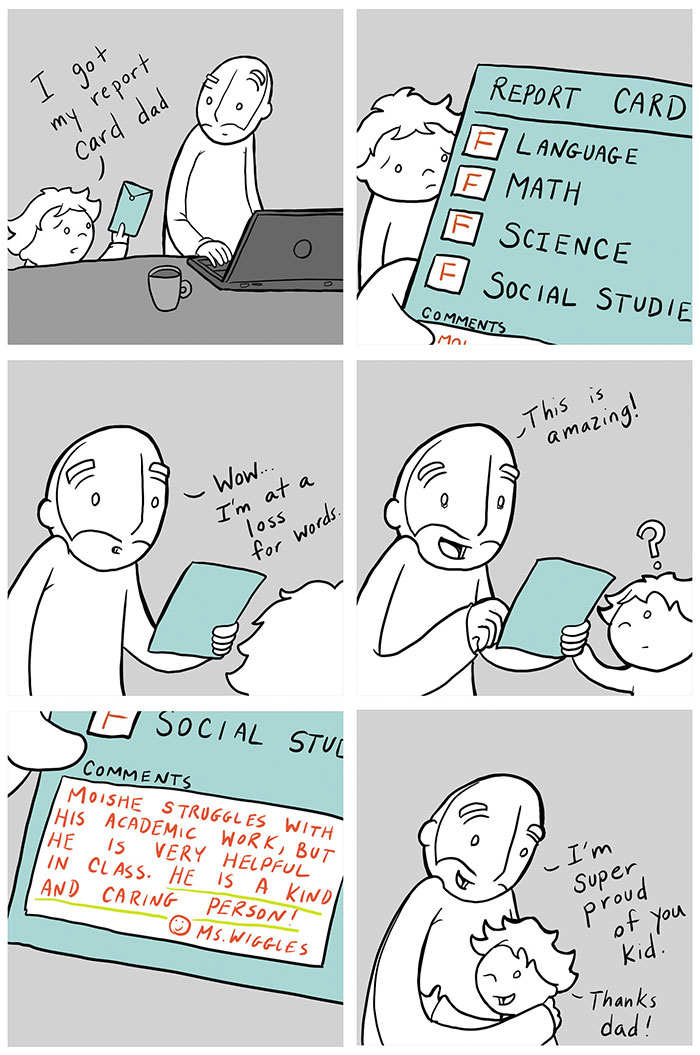 I got
my report
card dad
REPORT CARD
F LANGUAGE
F MATH
F SCIENCE
F SOCIAL STUDIE
COMMENTS
MOI
Wow...
I'm at a
loss
for words.
This is
amazing!
?
F SOCIAL STUD
COMMENTS
MOISHE STRUGGLES WITH
HIS ACADEMIC WORK, BUT
HE IS VERY HELPFUL
IN CLASS. HE IS A KIND
AND CARING PERSON!
MS. WIGGLES
I'm
super
proud
of you
kid.
Thanks
dad!